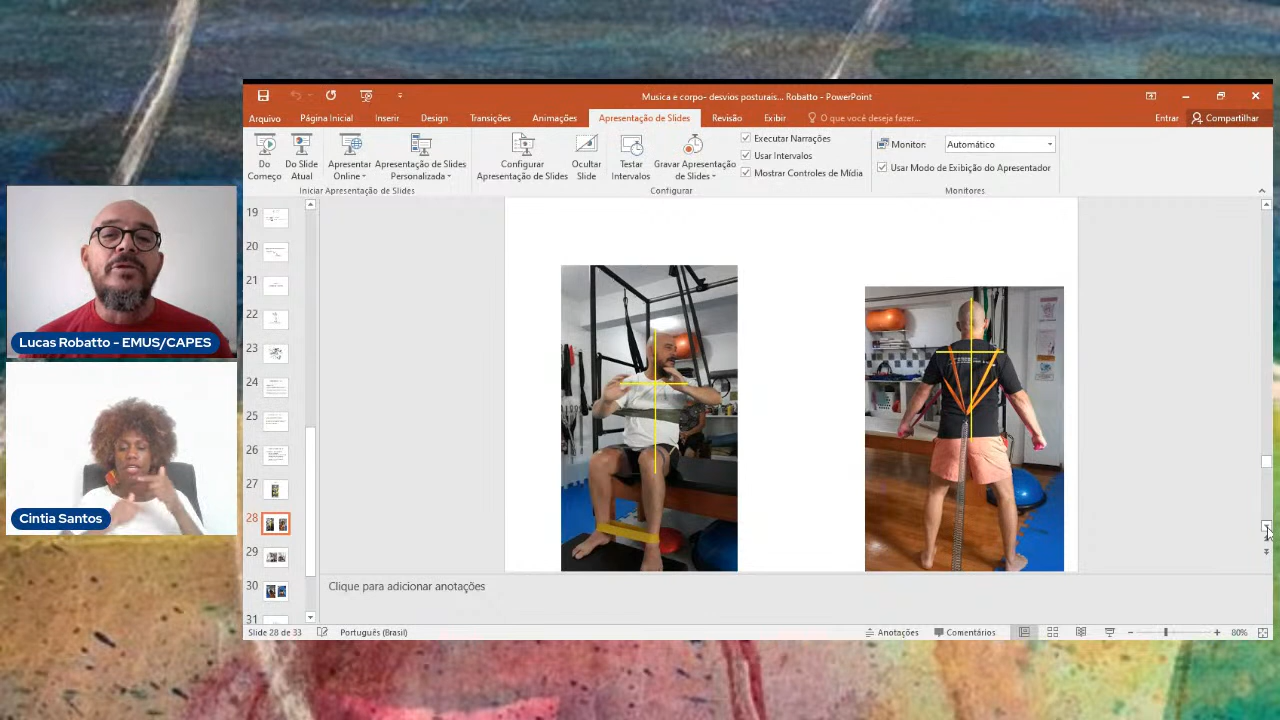 Musica e corpo- desvios posturais... Robatto - PowerPoint
Arquivo
Página Inicial
Inserir
Design
Transições
Animações
Apresentação de Slides
Revisão
Exibir
O que você deseja fazer...
Entrar
Compartilhar
Do Começo
Do Slide Atual
Apresentar Online
Apresentação de Slides Personalizada
Configurar Apresentação de Slides
Ocultar Slide
Testar Intervalos
Gravar Apresentação de Slides
Executar Narrações
Usar Intervalos
Mostrar Controles de Mídia
Monitor:
Automático
Usar Modo de Exibição do Apresentador
Iniciar Apresentação de Slides
Configurar
Monitores
19
20
21
22
23
24
25
26
27
28
29
30
31
Lucas Robatto - EMUS/CAPES
Cintia Santos
Clique para adicionar anotações
Slide 28 de 33
Português (Brasil)
Anotações
Comentários
80%